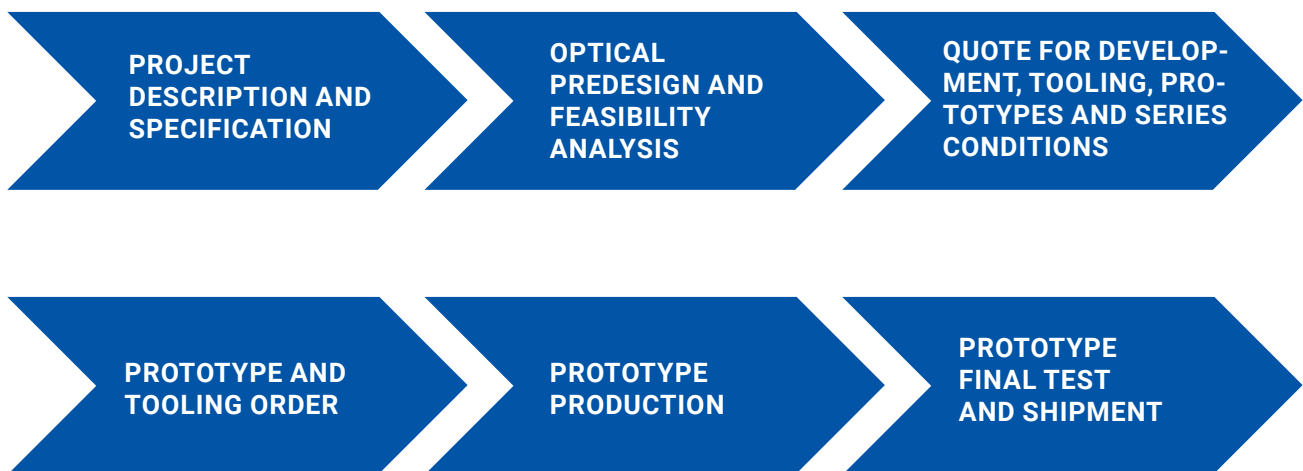 PROJECT
DESCRIPTION AND
SPECIFICATION
OPTICAL
PREDESIGN AND
FEASIBILITY
ANALYSIS
QUOTE FOR DEVELOP-
MENT, TOOLING, PRO-
TOTYPES AND SERIES
CONDITIONS
PROTOTYPE AND
TOOLING ORDER
PROTOTYPE
PRODUCTION
PROTOTYPE
FINAL TEST
AND SHIPMENT